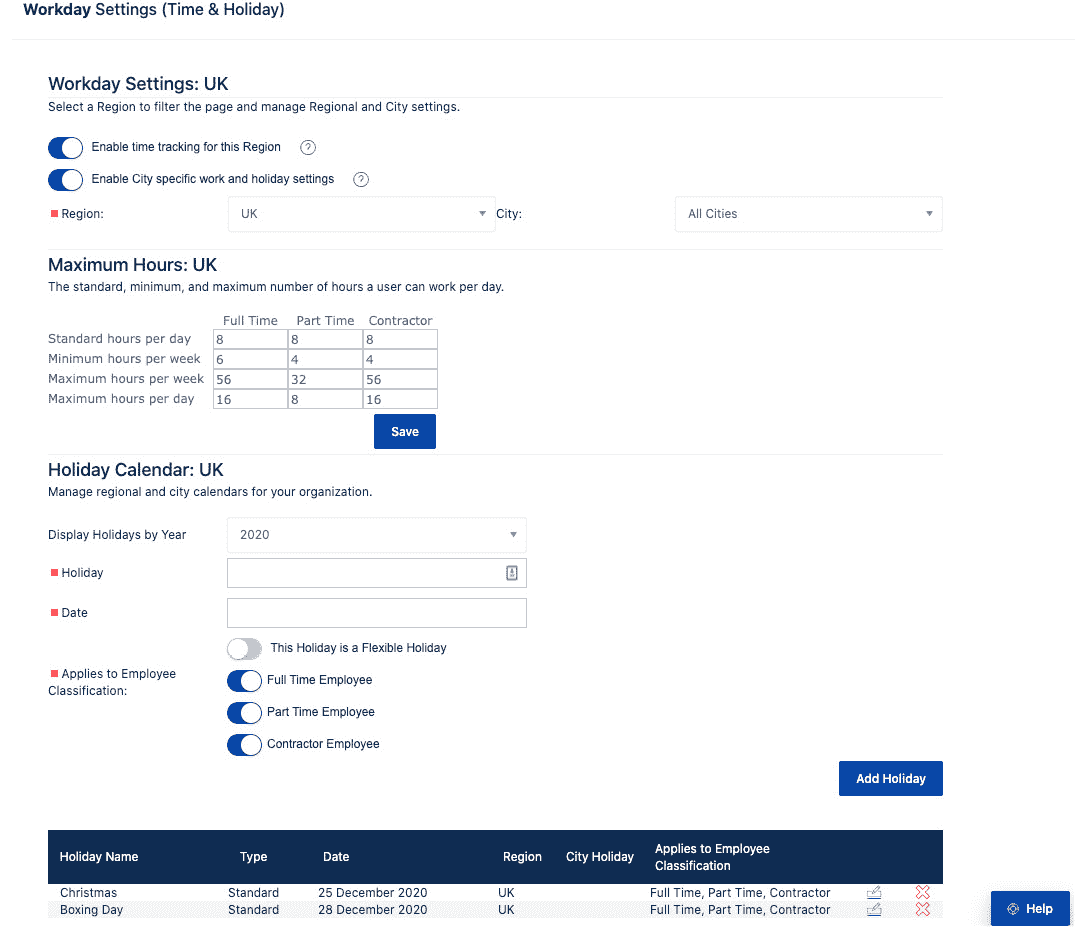 Workday Settings (Time & Holiday)
Workday Settings: UK
Select a Region to filter the page and manage Regional and City settings.
Enable time tracking for this Region ?
Enable City specific work and holiday settings ?
Region: UK City: All Cities
Maximum Hours: UK
The standard, minimum, and maximum number of hours a user can work per day.
Full Time Part Time Contractor
Standard hours per day 8 8 8
Minimum hours per week 6 4 4
Maximum hours per week 56 32 56
Maximum hours per day 16 8 16
Save
Holiday Calendar: UK
Manage regional and city calendars for your organization.
Display Holidays by Year 2020
Holiday
Date
This Holiday is a Flexible Holiday
Applies to Employee
Classification:
Full Time Employee
Part Time Employee
Contractor Employee
Add Holiday
Holiday Name Type Date Region City Holiday Applies to Employee
Classification
Christmas Standard 25 December 2020 UK Full Time, Part Time, Contractor
Boxing Day Standard 28 December 2020 UK Full Time, Part Time, Contractor
Help